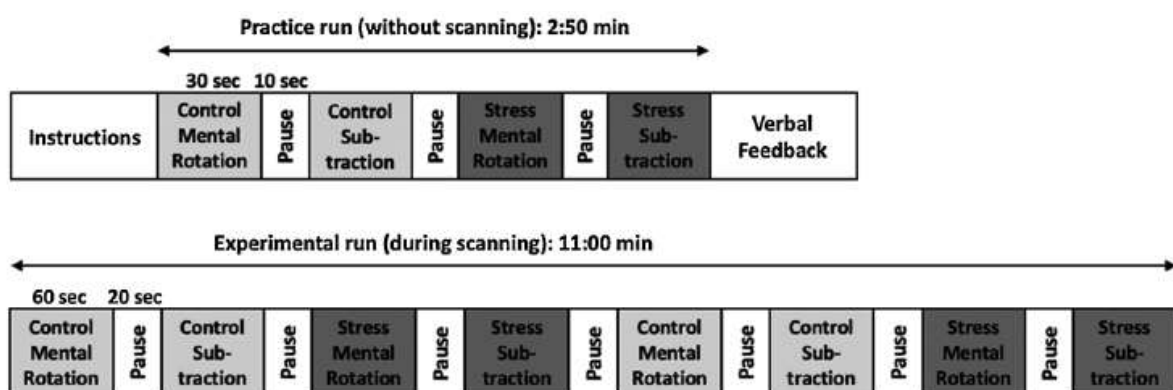 Practice run (without scanning): 2:50 min
30 sec 10 sec
Instructions
Control
Mental
Rotation
Pause
Control
Sub-
traction
Pause
Stress
Mental
Rotation
Pause
Stress
Sub-
traction
Verbal
Feedback
Experimental run (during scanning): 11:00 min
60 sec 20 sec
Control
Mental
Rotation
Pause
Control
Sub-
traction
Pause
Stress
Mental
Rotation
Pause
Stress
Sub-
traction
Pause
Control
Mental
Rotation
Pause
Control
Sub-
traction
Pause
Stress
Mental
Rotation
Pause
Stress
Sub-
traction